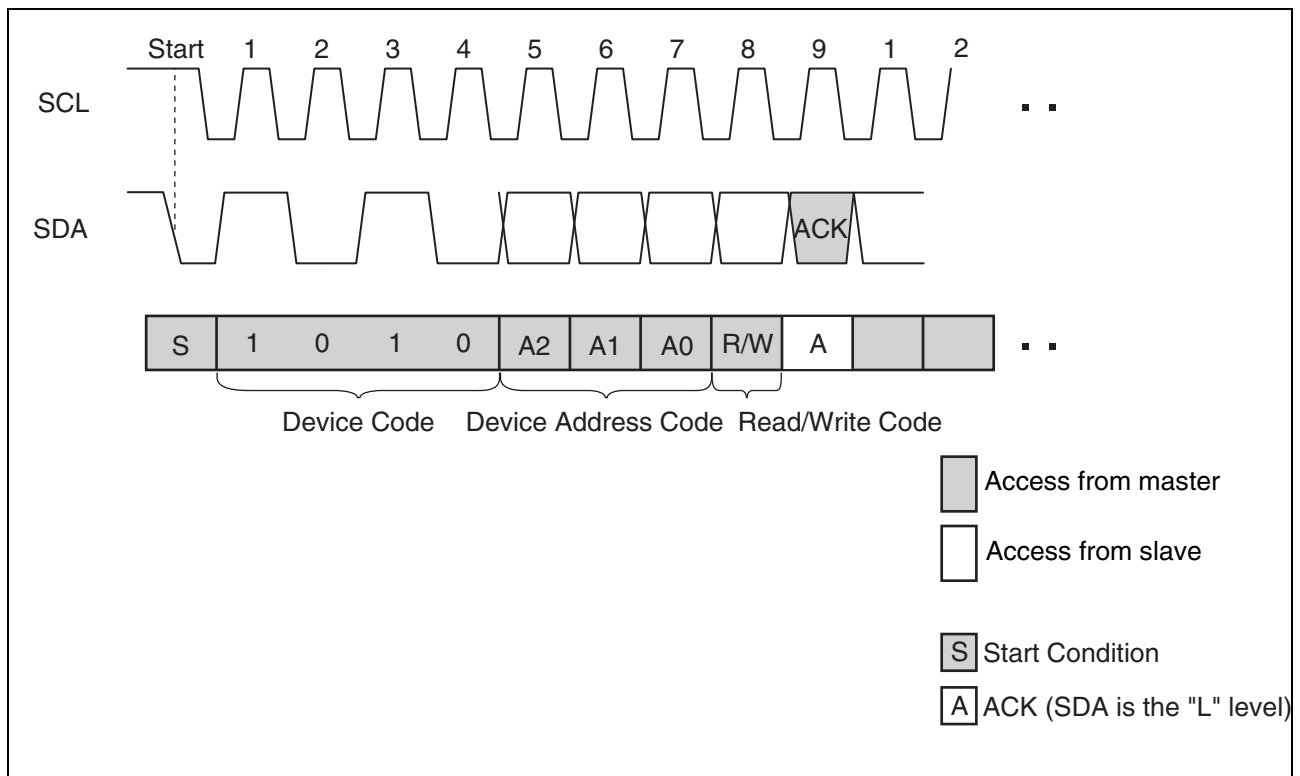 Start 1 2 3 4 5 6 7 8 9 1 2
SCL
SDA
ACK
S 1 0 1 0 A2 A1 A0 R/W A
Device Code Device Address Code Read/Write Code
Access from master
Access from slave
S Start Condition
A ACK (SDA is the "L" level)